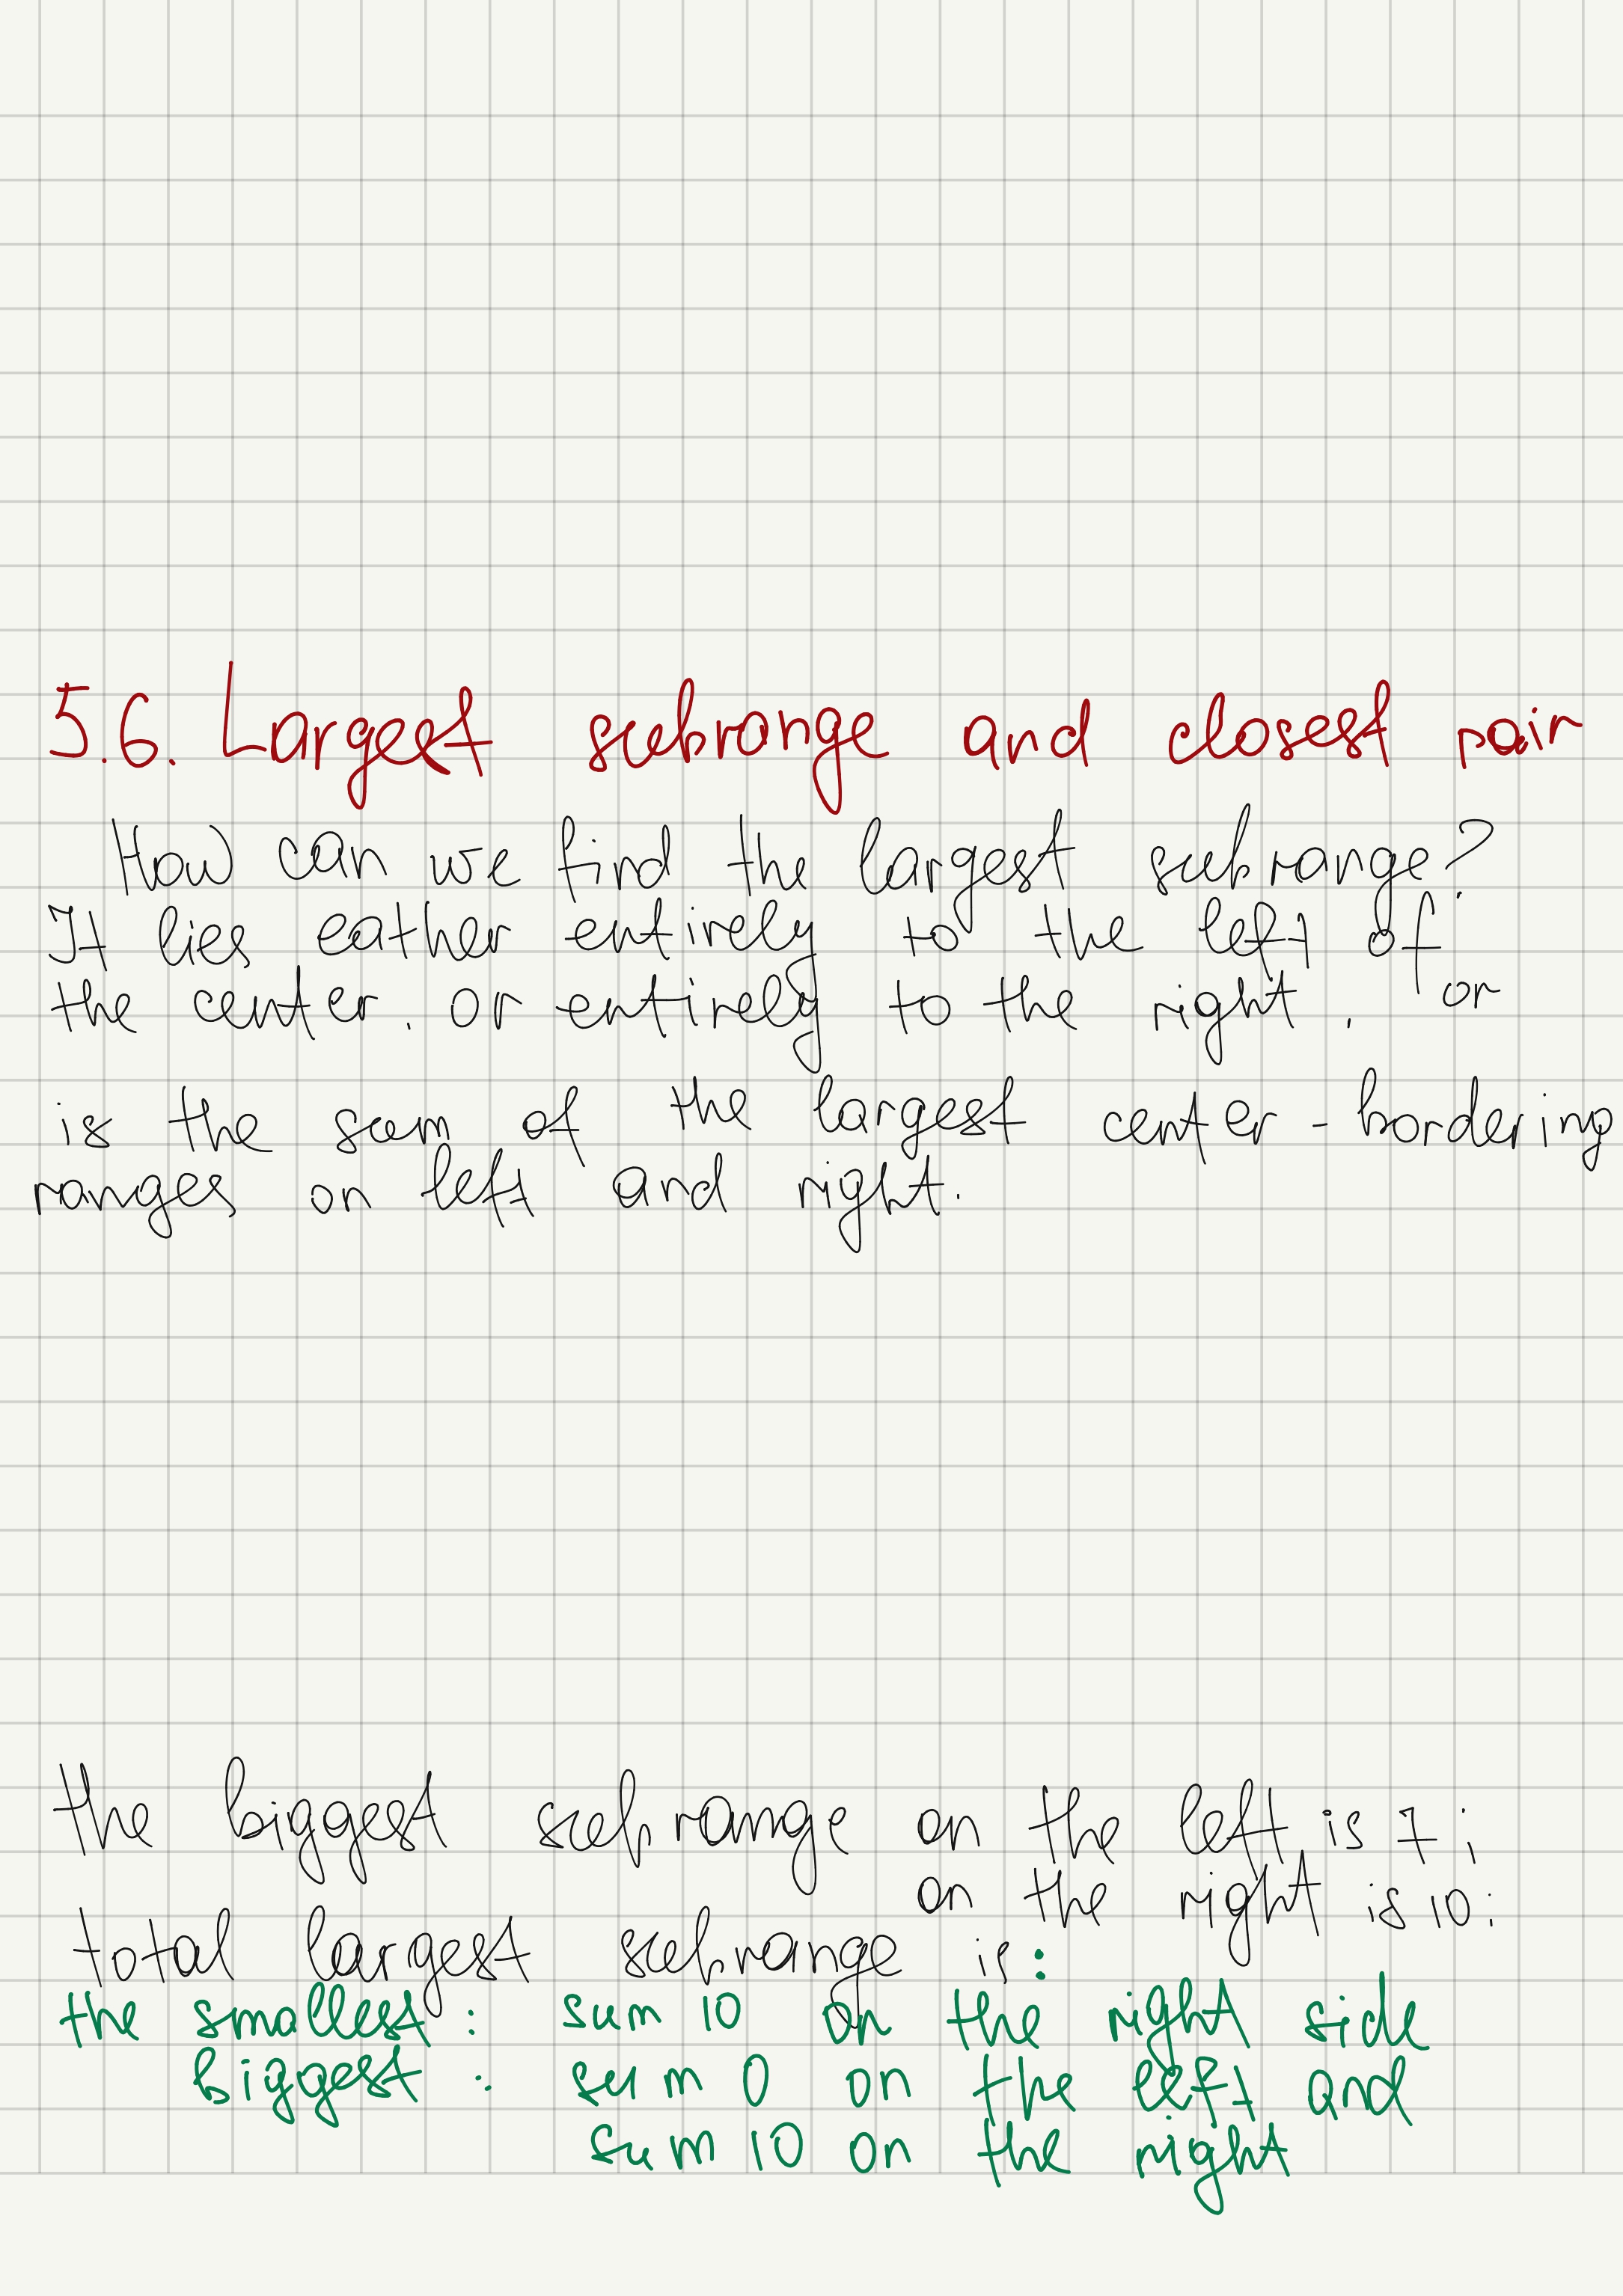 5.6. Largest subrange and closest pair
How can we find the largest subrange?
It lies eather entirely to the left of
the center. or entirely to the right. or
is the sum of the largest center-bordering
ranges on left and right.
the biggest subrange on the left is 7;
on the right is 10:
total largest subrange is:
the smallest: sum 10 on the right side
biggest: sum 0 on the left and
sum 10 on the right